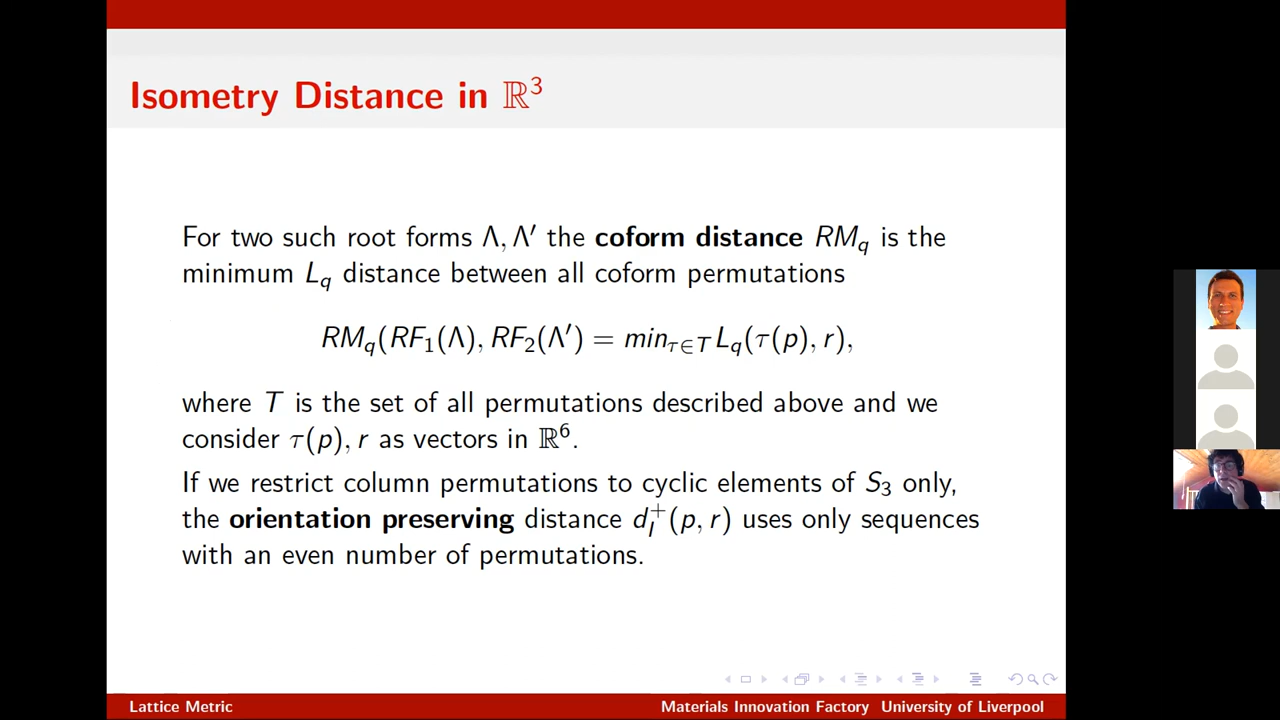 Isometry Distance in ℝ³
For two such root forms Λ, Λ′ the coform distance RM_q is the
minimum L_q distance between all coform permutations
RM_q(RF₁(Λ), RF₂(Λ′) = min_{τ∈T} L_q(τ(p), r),
where T is the set of all permutations described above and we
consider τ(p), r as vectors in ℝ⁶.
If we restrict column permutations to cyclic elements of S₃ only,
the orientation preserving distance d_I^+(p, r) uses only sequences
with an even number of permutations.
Lattice Metric
Materials Innovation Factory University of Liverpool